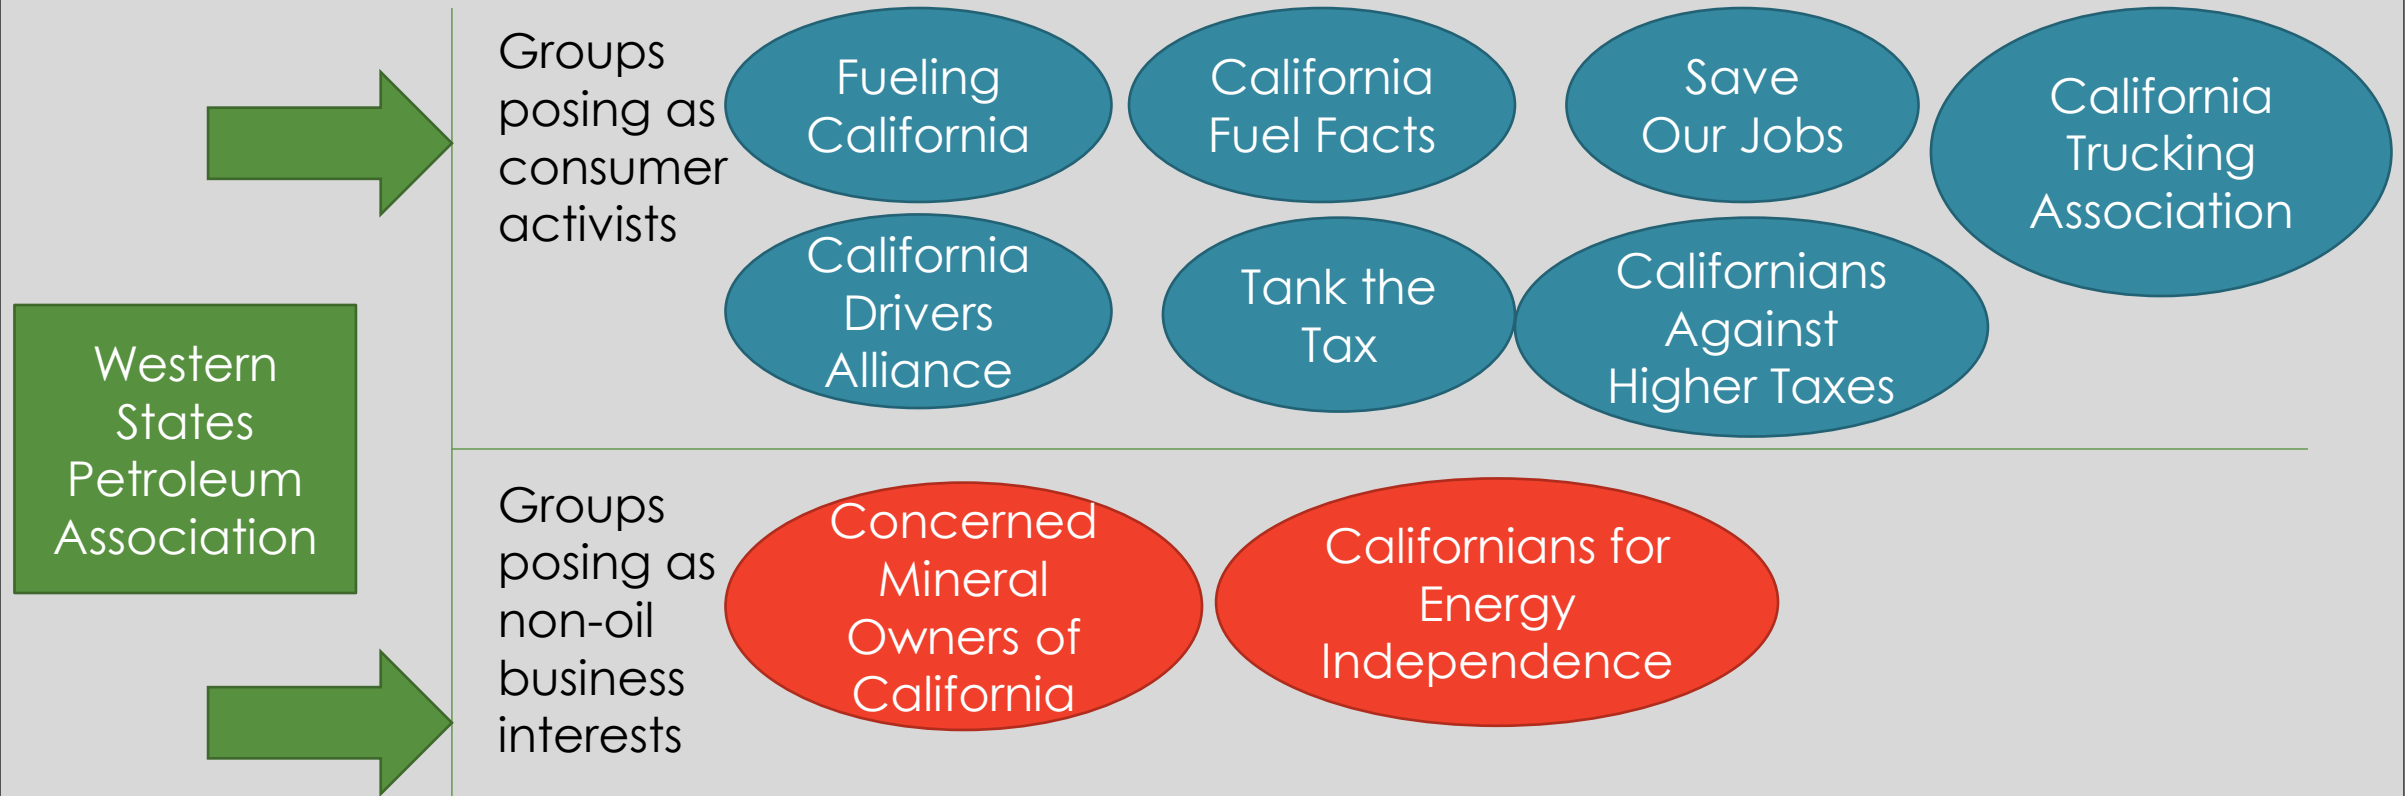 Groups
posing as
consumer
activists
Fueling
California
California
Fuel Facts
Save
Our Jobs
California
Trucking
Association
California
Drivers
Alliance
Tank the
Tax
Californians
Against
Higher Taxes
Western
States
Petroleum
Association
Groups
posing as
non-oil
business
interests
Concerned
Mineral
Owners of
California
Californians for
Energy
Independence